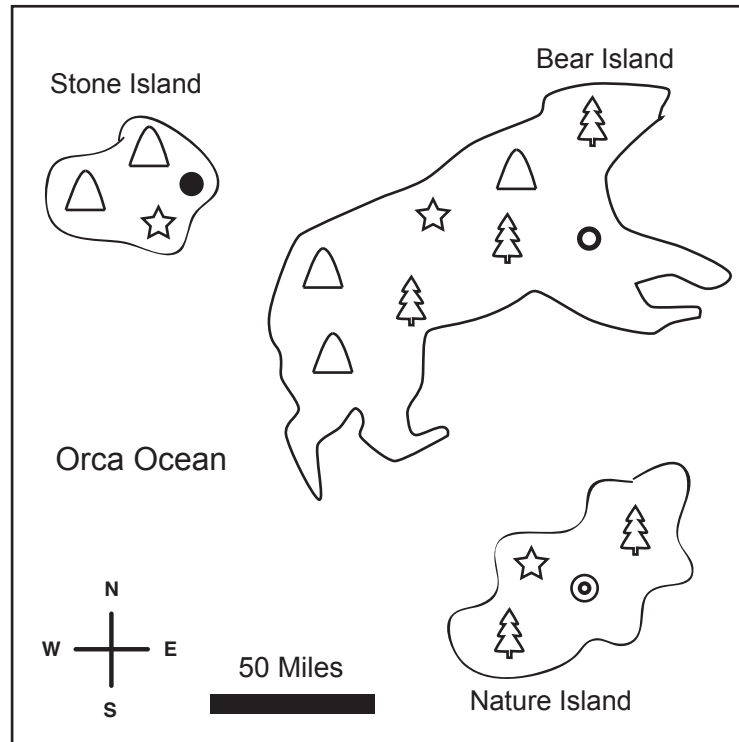 Bear Island
Stone Island
Orca Ocean
N
W E
S
50 Miles
Nature Island